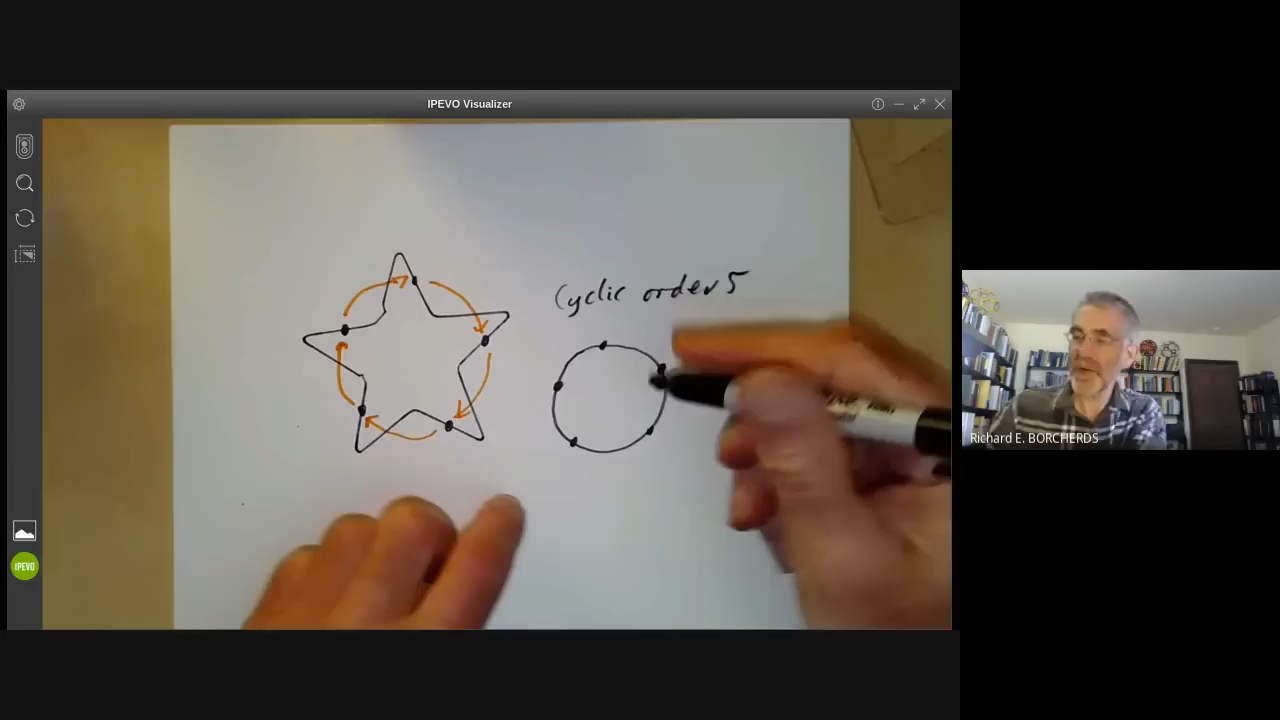 IPEVO Visualizer
Cyclic order 5
Richard E. BORCHERDS
IPEVO